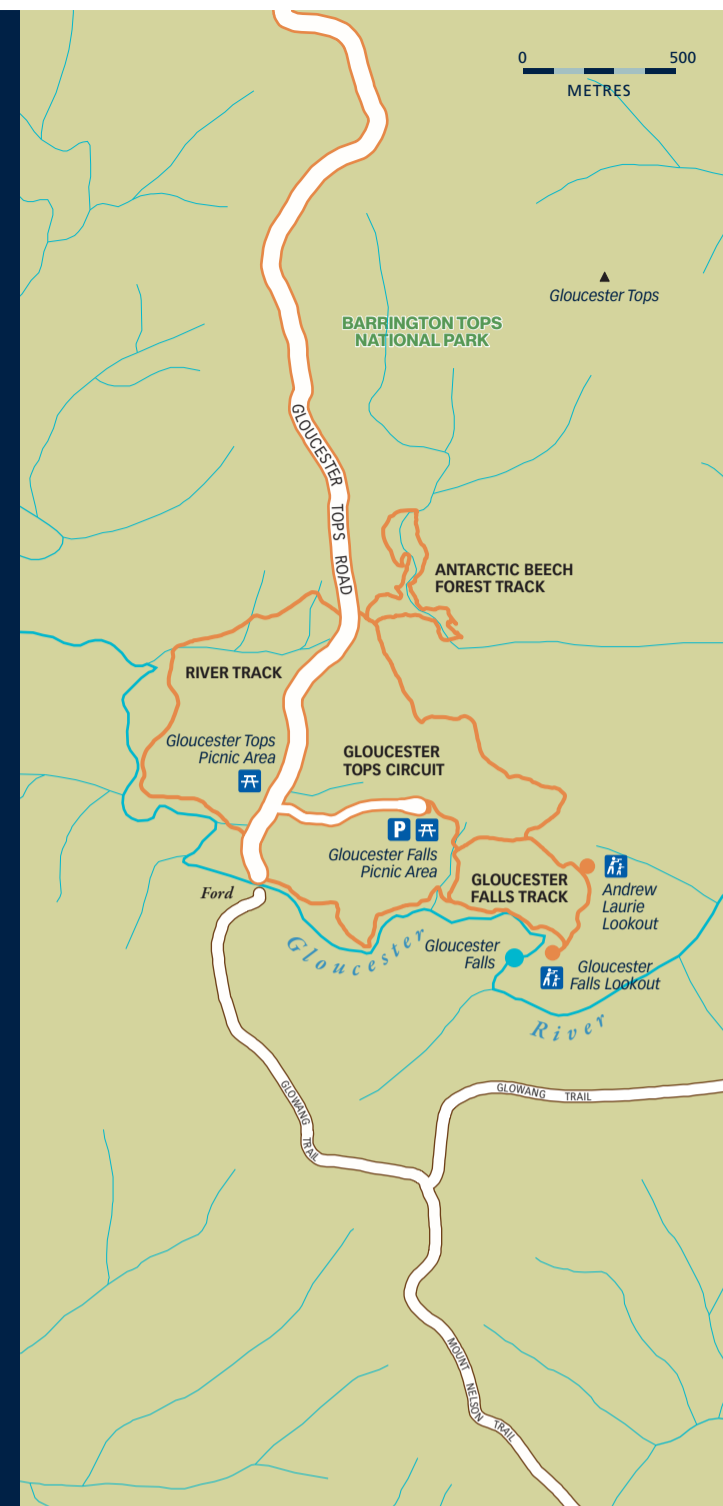 0 500
METRES
Gloucester Tops
BARRINGTON TOPS
NATIONAL PARK
GLOUCESTER TOPS ROAD
ANTARCTIC BEECH
FOREST TRACK
RIVER TRACK
Gloucester Tops
Picnic Area
GLOUCESTER
TOPS CIRCUIT
P
Gloucester Falls
Picnic Area
GLOUCESTER
FALLS TRACK
Andrew
Laurie
Lookout
Ford
Gloucester
Gloucester
Falls
Gloucester
Falls Lookout
River
GLOWANG TRAIL
GLOWANG TRAIL
MOUNT NELSON TRAIL